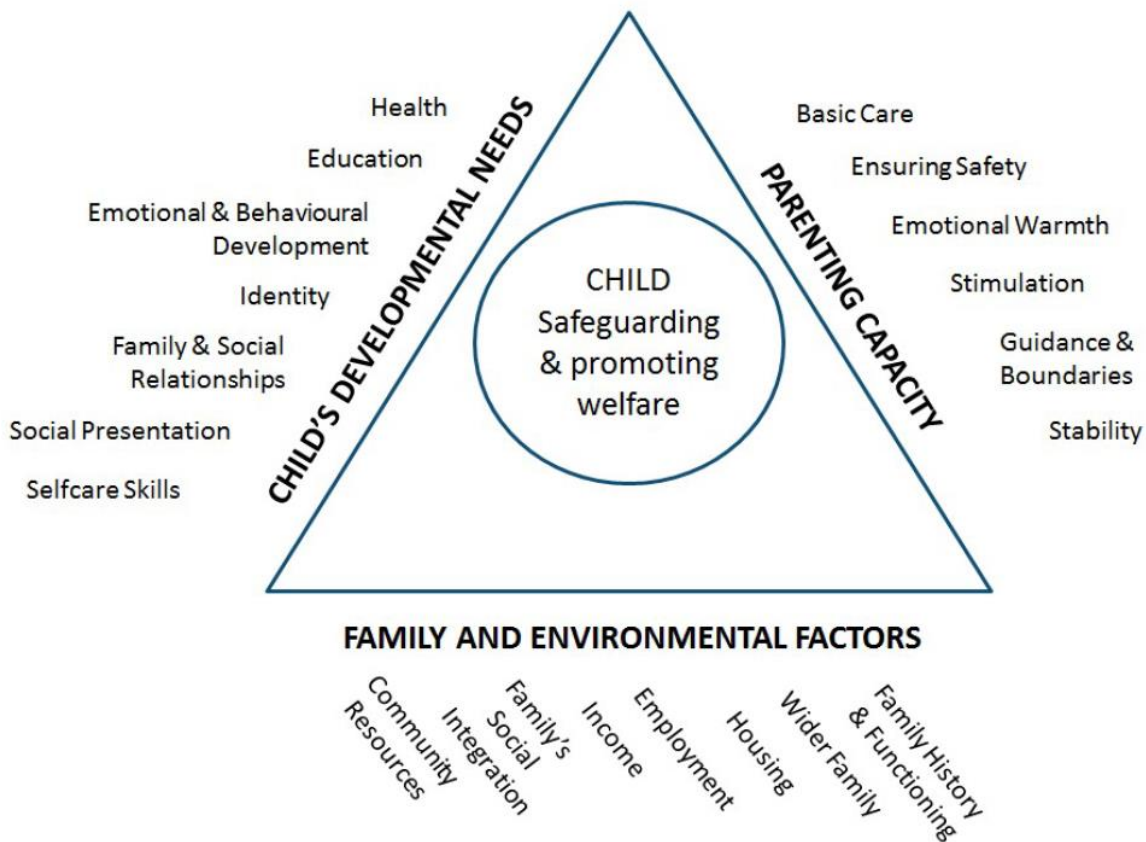 Health
Education
Emotional & Behavioural
Development
Identity
Family & Social
Relationships
Social Presentation
Selfcare Skills
CHILD'S DEVELOPMENTAL NEEDS
CHILD
Safeguarding
& promoting
welfare
PARENTING CAPACITY
Basic Care
Ensuring Safety
Emotional Warmth
Stimulation
Guidance &
Boundaries
Stability
FAMILY AND ENVIRONMENTAL FACTORS
Community
Resources
Family's
Social
Integration
Income
Employment
Housing
Wider Family
Family History
& Functioning